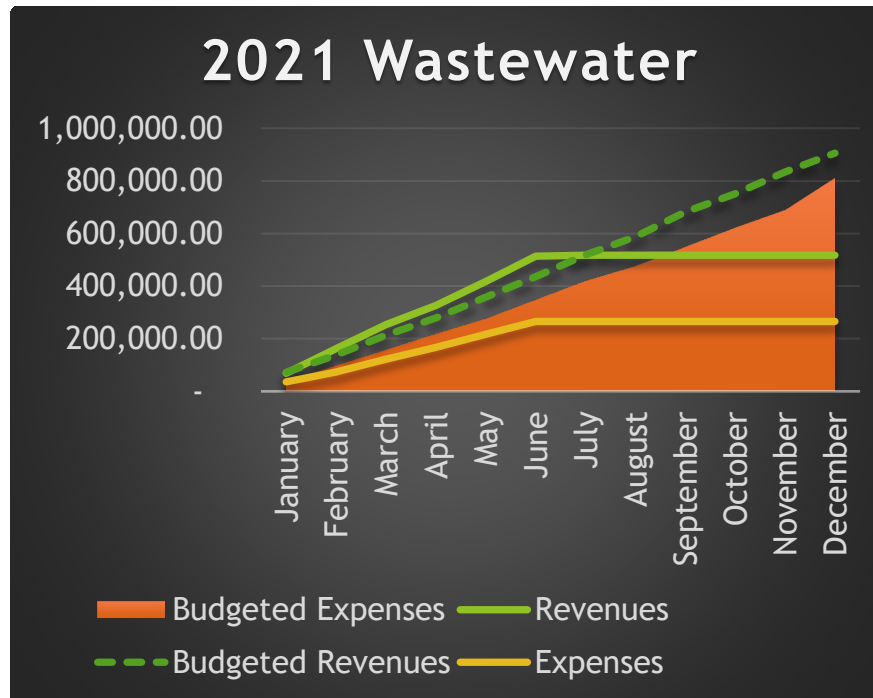 2021 Wastewater
1,000,000.00
800,000.00
600,000.00
400,000.00
200,000.00
-
January
February
March
April
May
June
July
August
September
October
November
December
Budgeted Expenses
Revenues
Budgeted Revenues
Expenses